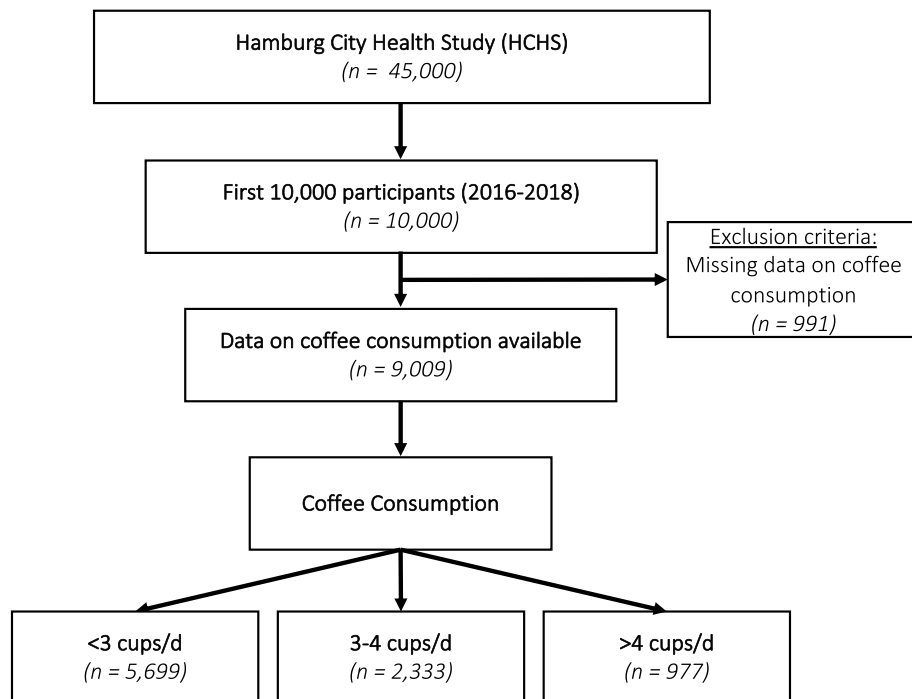 Hamburg City Health Study (HCHS)
(n = 45,000)
First 10,000 participants (2016-2018)
(n = 10,000)
Exclusion criteria:
Missing data on coffee
consumption
(n = 991)
Data on coffee consumption available
(n = 9,009)
Coffee Consumption
<3 cups/d
(n = 5,699)
3-4 cups/d
(n = 2,333)
>4 cups/d
(n = 977)